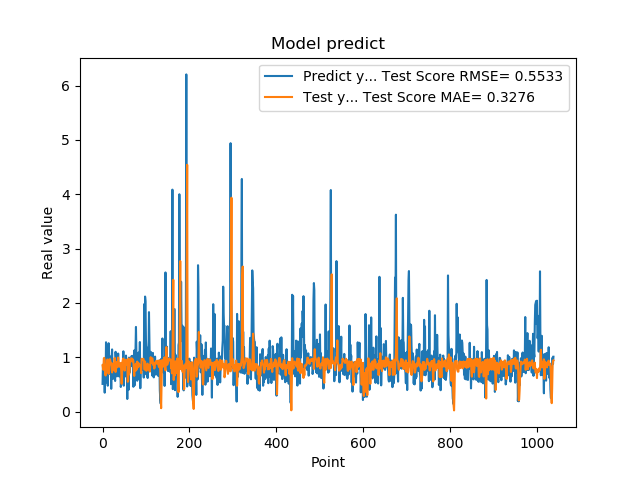 Model predict
Predict y... Test Score RMSE= 0.5533
Test y... Test Score MAE= 0.3276
Real value
6
5
4
3
2
1
0
0 200 400 600 800 1000
Point